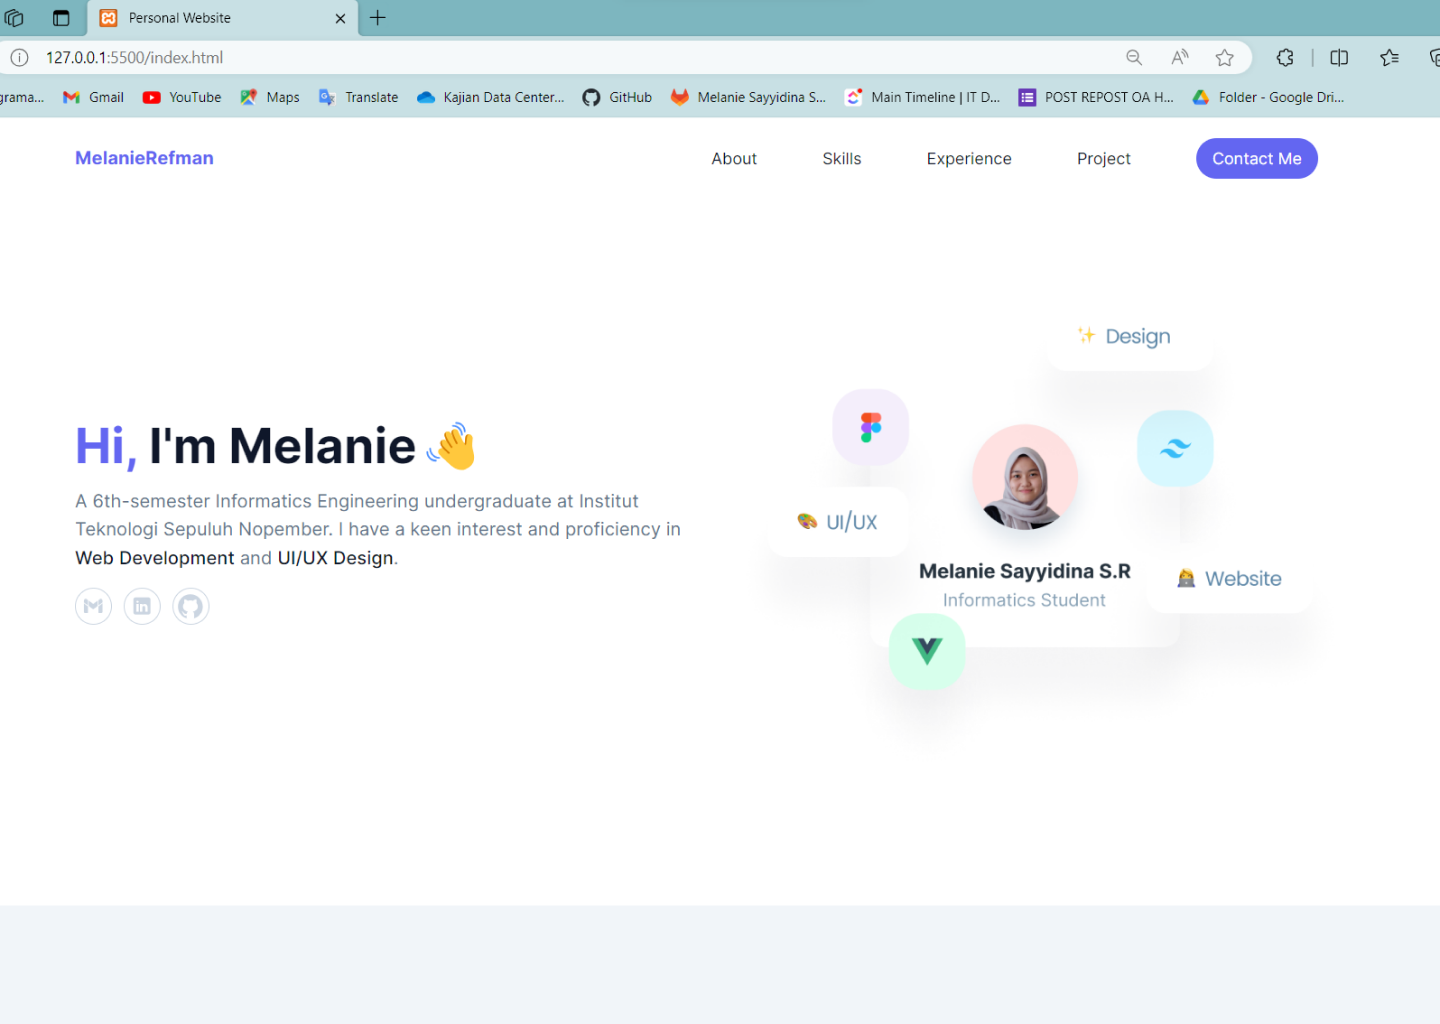 Personal Website
127.0.0.1:5500/index.html
grama... Gmail YouTube Maps Translate Kajian Data Center... GitHub Melanie Sayyidina S... Main Timeline | IT D... POST REPOST OA H... Folder - Google Dri...
MelanieRefman About Skills Experience Project Contact Me
✨ Design
Hi, I'm Melanie 👋
A 6th-semester Informatics Engineering undergraduate at Institut
Teknologi Sepuluh Nopember. I have a keen interest and proficiency in
Web Development and UI/UX Design.
🎨 UI/UX
Melanie Sayyidina S.R
Informatics Student
👩‍💻 Website